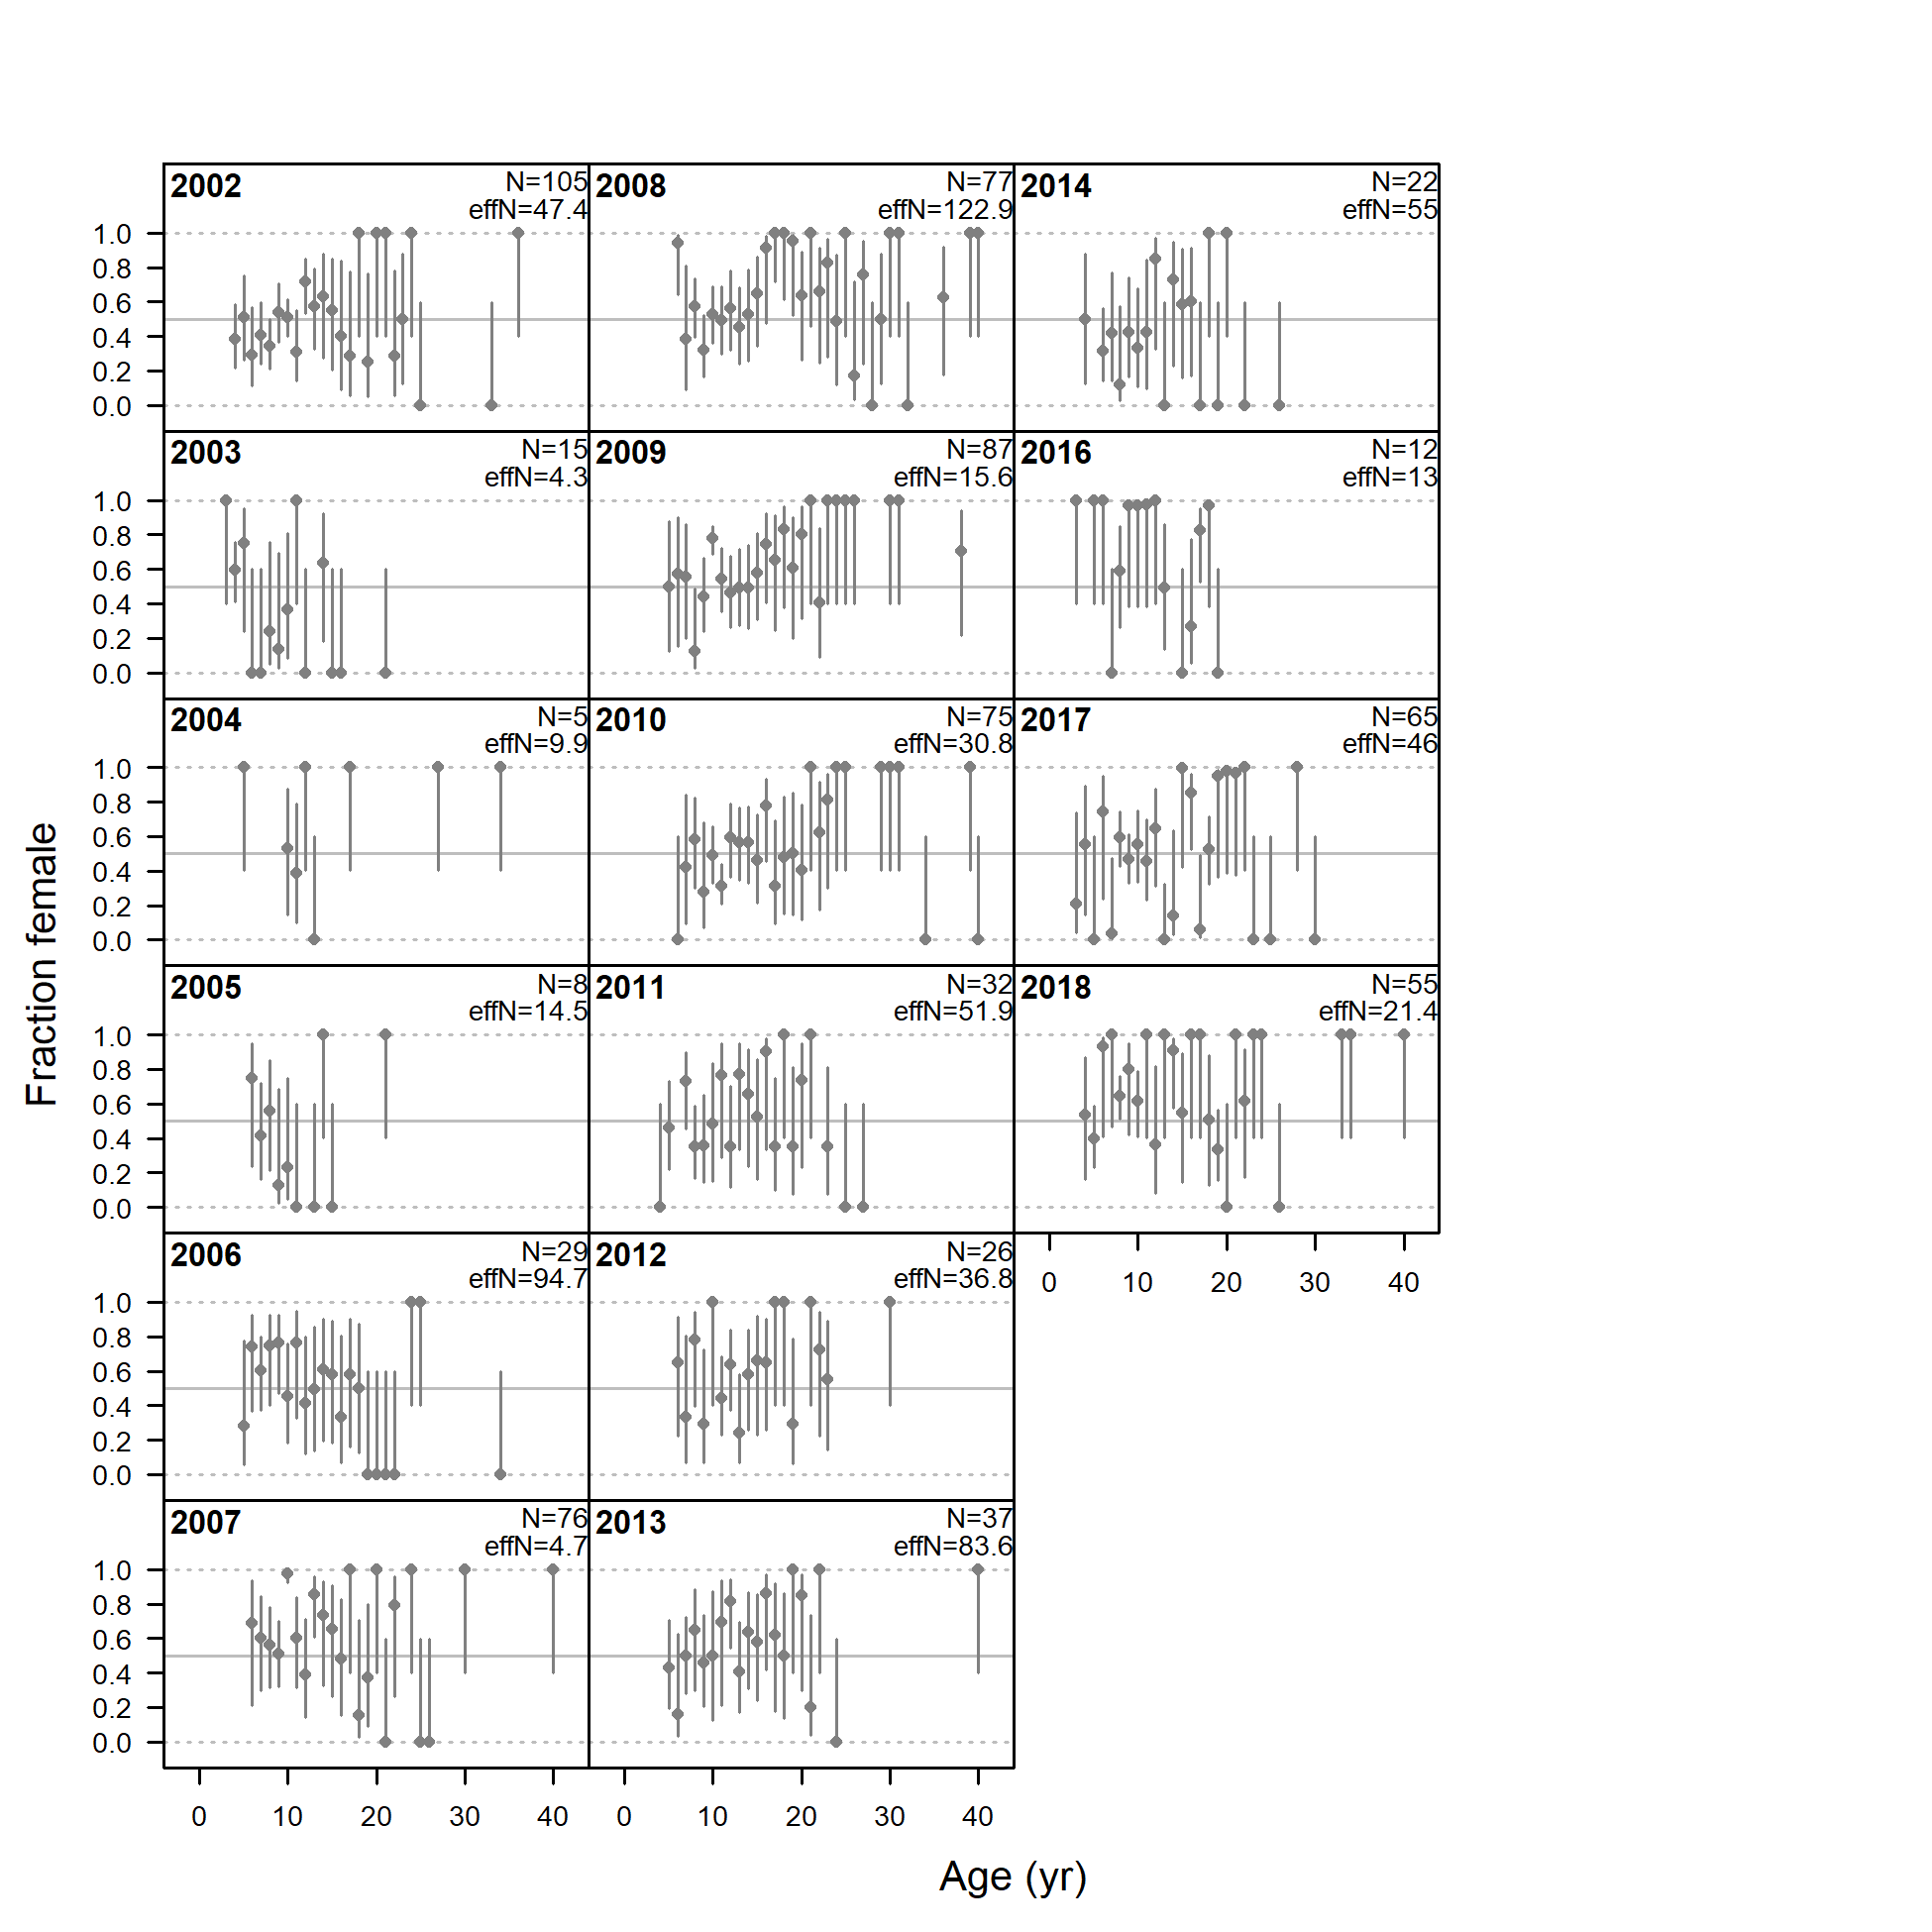 2002 N=105
effN=47.4
2008 N=77
effN=122.9
2014 N=22
effN=55
1.0
0.8
0.6
0.4
0.2
0.0
2003 N=15
effN=4.3
2009 N=87
effN=15.6
2016 N=12
effN=13
1.0
0.8
0.6
0.4
0.2
0.0
2004 N=5
effN=9.9
2010 N=75
effN=30.8
2017 N=65
effN=46
1.0
0.8
0.6
0.4
0.2
0.0
2005 N=8
effN=14.5
2011 N=32
effN=51.9
2018 N=55
effN=21.4
1.0
0.8
0.6
0.4
0.2
0.0
0 10 20 30 40
2006 N=29
effN=94.7
2012 N=26
effN=36.8
1.0
0.8
0.6
0.4
0.2
0.0
2007 N=76
effN=4.7
2013 N=37
effN=83.6
1.0
0.8
0.6
0.4
0.2
0.0
0 10 20 30 40
0 10 20 30 40
Fraction female
Age (yr)